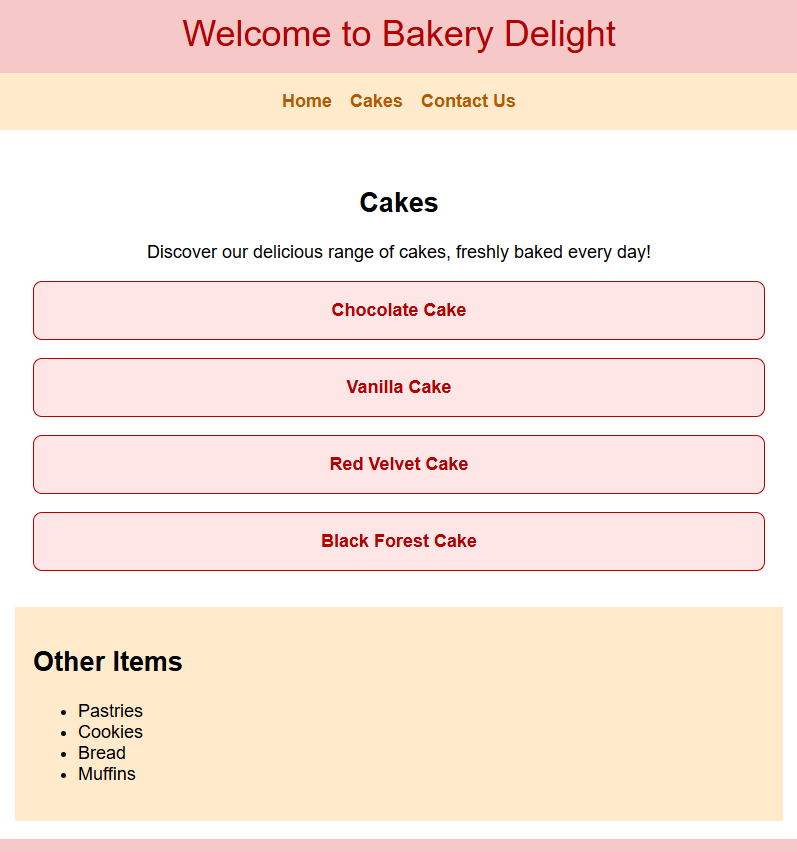 Welcome to Bakery Delight
Home Cakes Contact Us
Cakes
Discover our delicious range of cakes, freshly baked every day!
Chocolate Cake
Vanilla Cake
Red Velvet Cake
Black Forest Cake
Other Items
Pastries
Cookies
Bread
Muffins